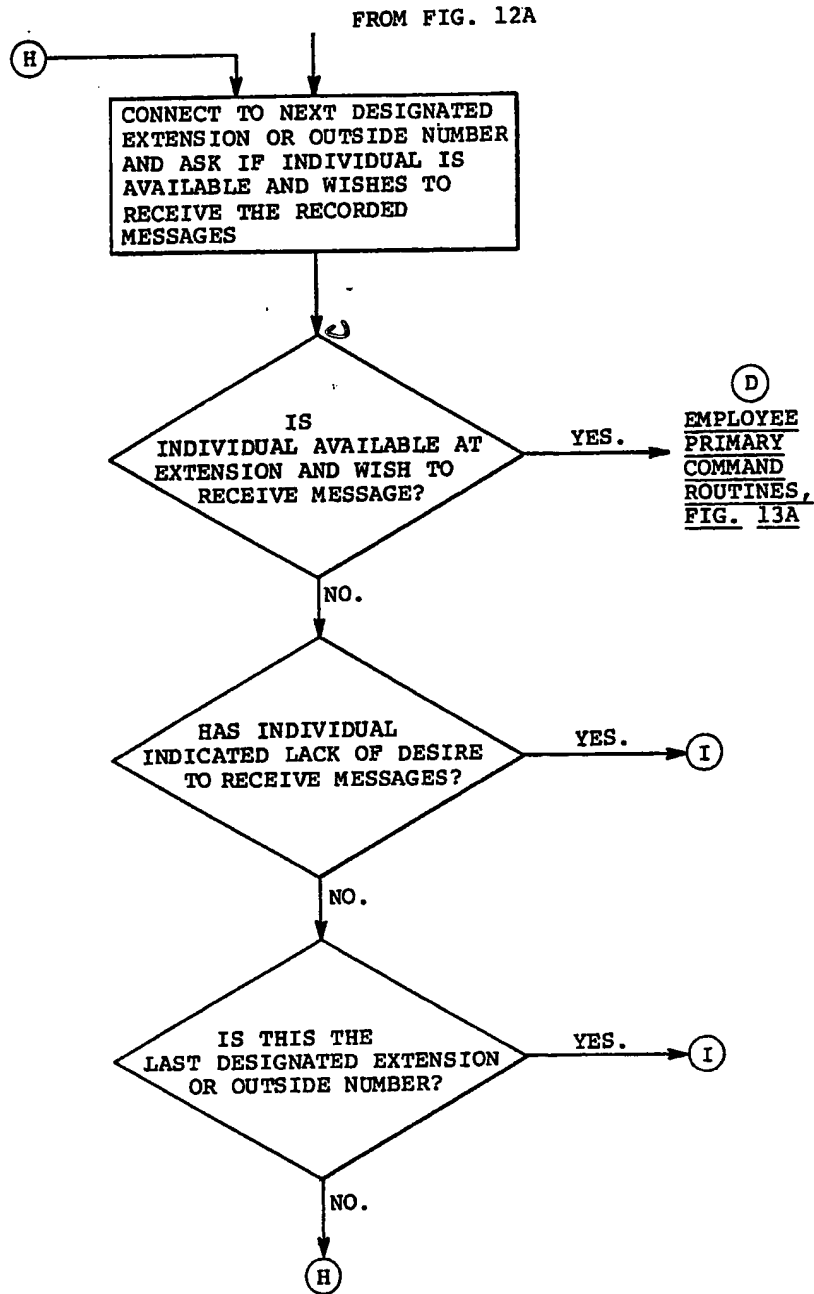 FROM FIG. 12A
H
CONNECT TO NEXT DESIGNATED
EXTENSION OR OUTSIDE NUMBER
AND ASK IF INDIVIDUAL IS
AVAILABLE AND WISHES TO
RECEIVE THE RECORDED
MESSAGES
IS
INDIVIDUAL AVAILABLE AT
EXTENSION AND WISH TO
RECEIVE MESSAGE?
YES.
D
EMPLOYEE
PRIMARY
COMMAND
ROUTINES,
FIG. 13A
NO.
HAS INDIVIDUAL
INDICATED LACK OF DESIRE
TO RECEIVE MESSAGES?
YES.
I
NO.
IS THIS THE
LAST DESIGNATED EXTENSION
OR OUTSIDE NUMBER?
YES.
I
NO.
H